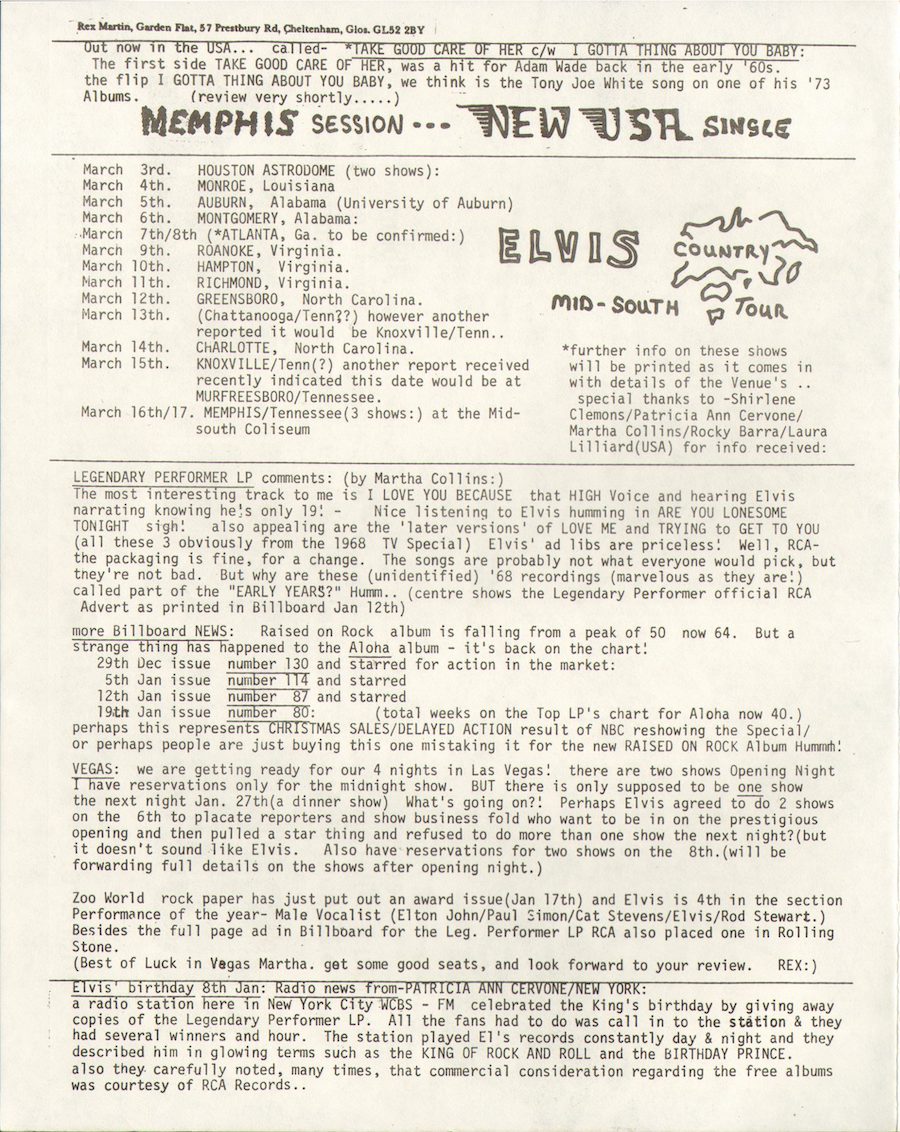 Rex Martin, Garden Flat, 57 Prestbury Rd, Cheltenham, Glos. GL52 2BY
Out now in the USA... called- *TAKE GOOD CARE OF HER c/w I GOTTA THING ABOUT YOU BABY:
The first side TAKE GOOD CARE OF HER, was a hit for Adam Wade back in the early '60s.
the flip I GOTTA THING ABOUT YOU BABY, we think is the Tony Joe White song on one of his '73
Albums. (review very shortly.....)
MEMPHIS SESSION... NEW USA SINGLE
March 3rd. HOUSTON ASTRODOME (two shows):
March 4th. MONROE, Louisiana
March 5th. AUBURN, Alabama (University of Auburn)
March 6th. MONTGOMERY, Alabama:
March 7th/8th (*ATLANTA, Ga. to be confirmed:)
March 9th. ROANOKE, Virginia.
March 10th. HAMPTON, Virginia.
March 11th. RICHMOND, Virginia.
March 12th. GREENSBORO, North Carolina.
March 13th. (Chattanooga/Tenn??) however another
reported it would be Knoxville/Tenn..
March 14th. CHARLOTTE, North Carolina.
March 15th. KNOXVILLE/Tenn(?) another report received
recently indicated this date would be at
MURFREESBORO/Tennessee.
March 16th/17. MEMPHIS/Tennessee(3 shows:) at the Mid-
south Coliseum
ELVIS COUNTRY
MID-SOUTH TOUR
*further info on these shows
will be printed as it comes in
with details of the Venue's ..
special thanks to -Shirlene
Clemons/Patricia Ann Cervone/
Martha Collins/Rocky Barra/Laura
Lilliard(USA) for info received:
LEGENDARY PERFORMER LP comments: (by Martha Collins:)
The most interesting track to me is I LOVE YOU BECAUSE that HIGH Voice and hearing Elvis
narrating knowing he's only 19! - Nice listening to Elvis humming in ARE YOU LONESOME
TONIGHT sigh! also appealing are the 'later versions' of LOVE ME and TRYING to GET TO YOU
(all these 3 obviously from the 1968 TV Special) Elvis' ad libs are priceless! Well, RCA-
the packaging is fine, for a change. The songs are probably not what everyone would pick, but
they're not bad. But why are these (unidentified) '68 recordings (marvelous as they are!)
called part of the "EARLY YEARS?" Humm.. (centre shows the Legendary Performer official RCA
Advert as printed in Billboard Jan 12th)
more Billboard NEWS: Raised on Rock album is falling from a peak of 50 now 64. But a
strange thing has happened to the Aloha album - it's back on the chart!
29th Dec issue number 130 and starred for action in the market:
5th Jan issue number 114 and starred
12th Jan issue number 87 and starred
19th Jan issue number 80: (total weeks on the Top LP's chart for Aloha now 40.)
perhaps this represents CHRISTMAS SALES/DELAYED ACTION result of NBC reshowing the Special/
or perhaps people are just buying this one mistaking it for the new RAISED ON ROCK Album Hummmh!
VEGAS: we are getting ready for our 4 nights in Las Vegas! there are two shows Opening Night
I have reservations only for the midnight show. BUT there is only supposed to be one show
the next night Jan. 27th(a dinner show) What's going on?! Perhaps Elvis agreed to do 2 shows
on the 6th to placate reporters and show business fold who want to be in on the prestigious
opening and then pulled a star thing and refused to do more than one show the next night?(but
it doesn't sound like Elvis. Also have reservations for two shows on the 8th.(will be
forwarding full details on the shows after opening night.)
Zoo World rock paper has just put out an award issue(Jan 17th) and Elvis is 4th in the section
Performance of the year- Male Vocalist (Elton John/Paul Simon/Cat Stevens/Elvis/Rod Stewart.)
Besides the full page ad in Billboard for the Leg. Performer LP RCA also placed one in Rolling
Stone.
(Best of Luck in Vegas Martha. get some good seats, and look forward to your review. REX:)
Elvis' birthday 8th Jan: Radio news from-PATRICIA ANN CERVONE/NEW YORK:
a radio station here in New York City WCBS - FM celebrated the King's birthday by giving away
copies of the Legendary Performer LP. All the fans had to do was call in to the station & they
had several winners and hour. The station played El's records constantly day & night and they
described him in glowing terms such as the KING OF ROCK AND ROLL and the BIRTHDAY PRINCE.
also they carefully noted, many times, that commercial consideration regarding the free albums
was courtesy of RCA Records..